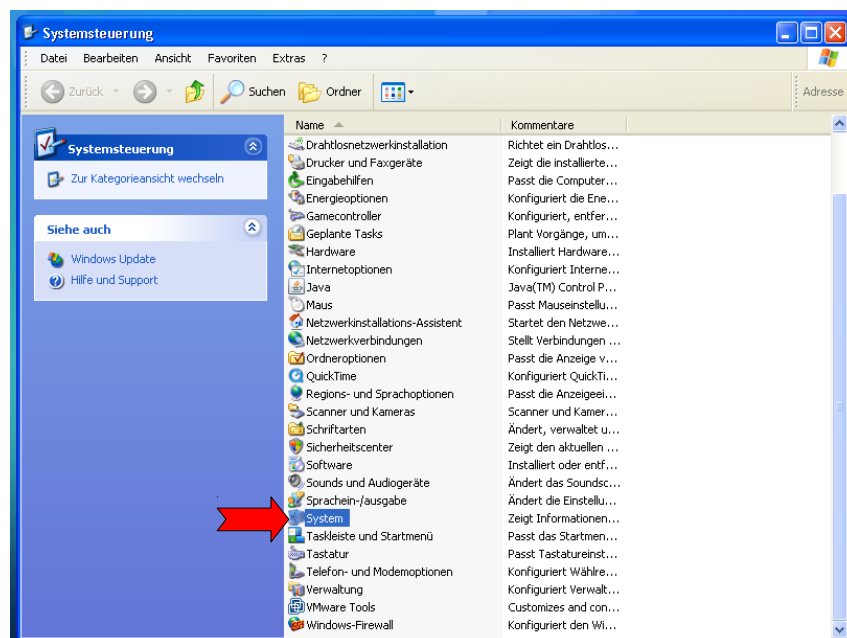 Systemsteuerung
Datei Bearbeiten Ansicht Favoriten Extras ?
Zurück Suchen Ordner Adresse
Name Kommentare
Systemsteuerung
Zur Kategorieansicht wechseln
Siehe auch
Windows Update
Hilfe und Support
Drahtlosnetzwerkinstallation Richtet ein Drahtlos...
Drucker und Faxgeräte Zeigt die installierte...
Eingabehilfen Passt die Computer...
Energieoptionen Konfiguriert die Ene...
Gamecontroller Konfiguriert, entfer...
Geplante Tasks Plant Vorgänge, um...
Hardware Installiert Hardware...
Internetoptionen Konfiguriert Interne...
Java Java(TM) Control P...
Maus Passt Mauseinstellu...
Netzwerkinstallations-Assistent Startet den Netzwe...
Netzwerkverbindungen Stellt Verbindungen ...
Ordneroptionen Passt die Anzeige v...
QuickTime Konfiguriert QuickTi...
Regions- und Sprachoptionen Passt die Anzeigeei...
Scanner und Kameras Scanner und Kamer...
Schriftarten Ändert, verwaltet u...
Sicherheitscenter Zeigt den aktuellen ...
Software Installiert oder entf...
Sounds und Audiogeräte Ändert das Soundsc...
Sprachein-/ausgabe Ändert die Einstellu...
System Zeigt Informationen...
Taskleiste und Startmenü Passt das Startmen...
Tastatur Passt Tastatureinst...
Telefon- und Modemoptionen Konfiguriert Wählre...
Verwaltung Konfiguriert Verwalt...
VMware Tools Customizes and con...
Windows-Firewall Konfiguriert den Wi...